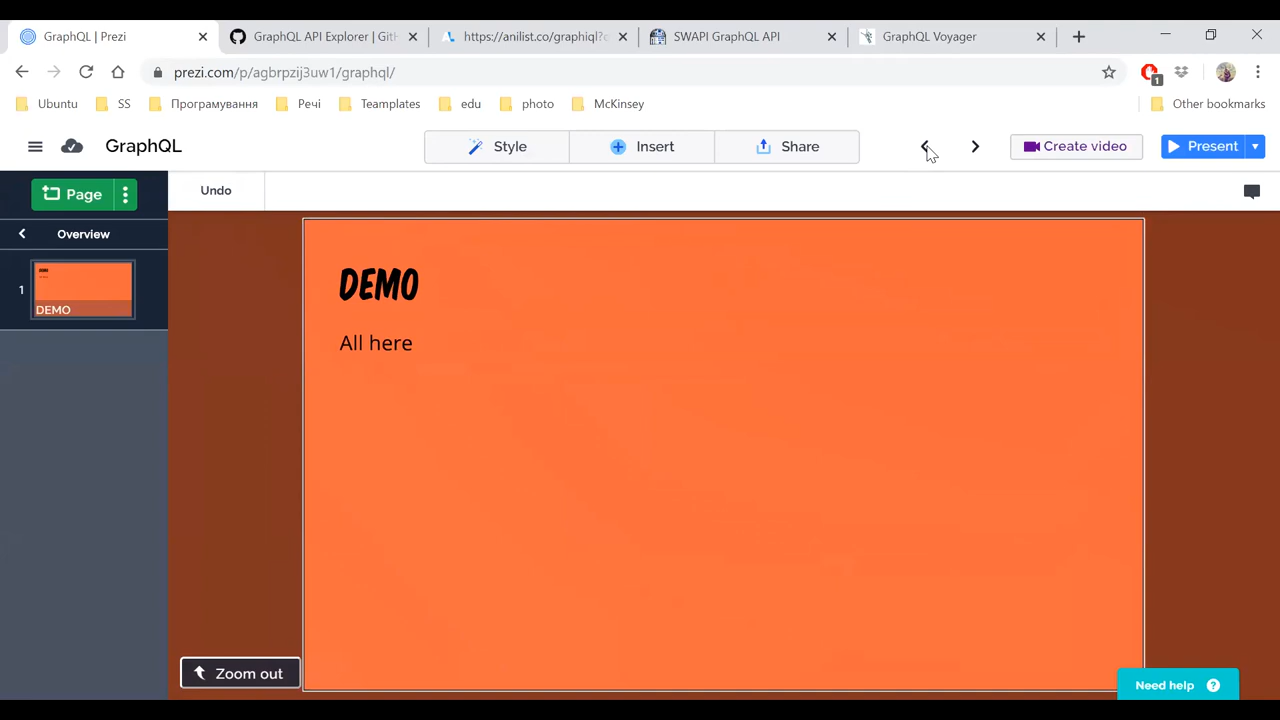 GraphQL | Prezi
GraphQL API Explorer | GitH
https://anilist.co/graphiql?
SWAPI GraphQL API
GraphQL Voyager
prezi.com/p/agbrpzij3uw1/graphql/
1
Ubuntu SS Програмування Речі Teamplates edu photo McKinsey Other bookmarks
GraphQL Style Insert Share Create video Present
Page Undo
Overview
1 DEMO
DEMO
DEMO
All here
Zoom out
Need help ?